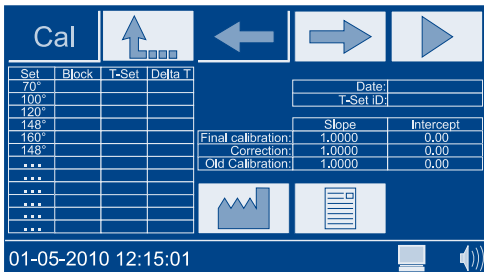 Cal
Date:
T-Set iD:
Set Block T-Set Delta T
70°
100°
120°
148°
160°
148°
...
...
...
...
...
Slope Intercept
Final calibration: 1.0000 0.00
Correction: 1.0000 0.00
Old Calibration: 1.0000 0.00
01-05-2010 12:15:01